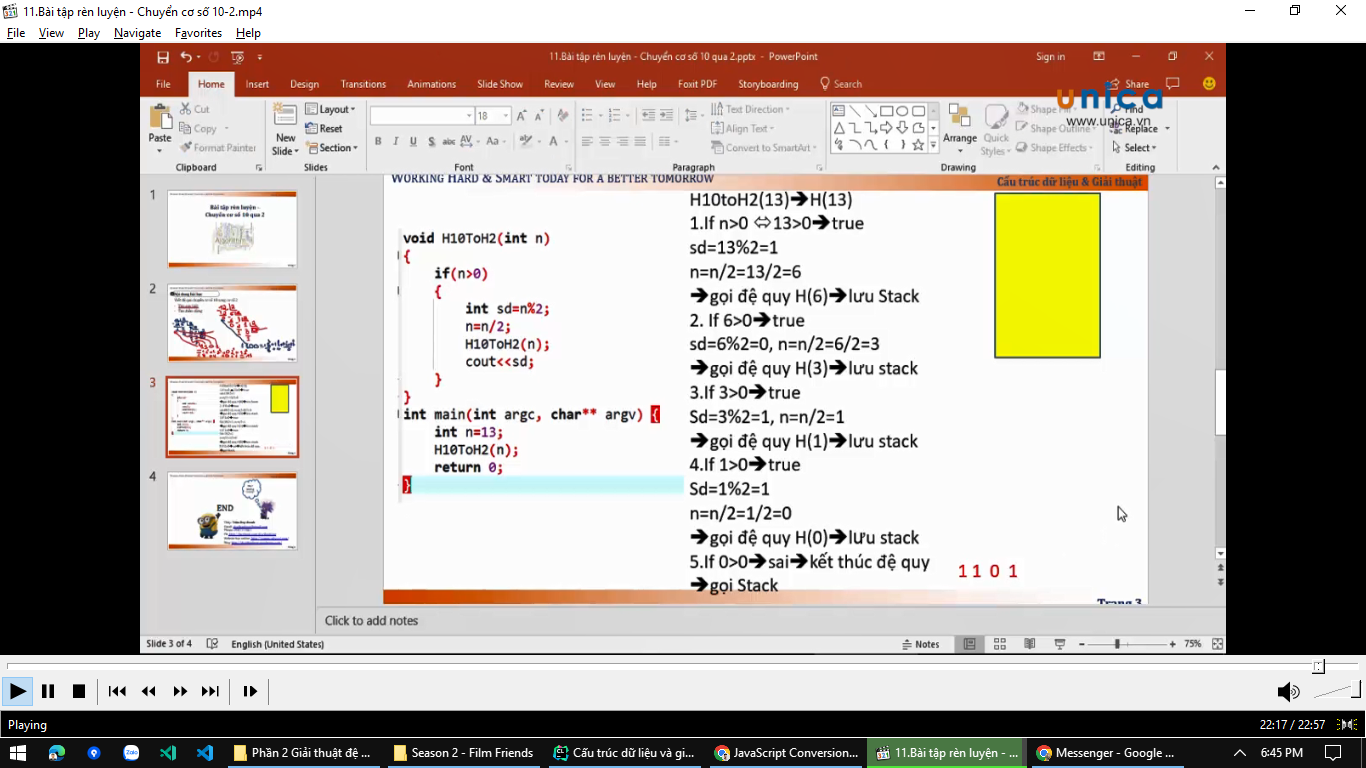 11.Bài tập rèn luyện - Chuyển cơ số 10-2.mp4
File View Play Navigate Favorites Help
11.Bài tập rèn luyện - Chuyển cơ số 10 qua 2.pptx - PowerPoint
Sign in
File Home Insert Design Transitions Animations Slide Show Review View Help Foxit PDF Storyboarding Search Share
unica
www.unica.vn
Paste
Cut
Copy
Format Painter
Clipboard
New Slide
Layout
Reset
Section
Slides
18
Font
Text Direction
Align Text
Convert to SmartArt
Paragraph
Arrange
Quick Styles
Shape Fill
Shape Outline
Shape Effects
Drawing
Find
Replace
Select
Editing
1
Bài tập rèn luyện -
Chuyển cơ số 10 qua 2
2
3
4
END
WORKING HARD & SMART TODAY FOR A BETTER TOMORROW
Cấu trúc dữ liệu & Giải thuật
void H10ToH2(int n)
{
if(n>0)
{
int sd=n%2;
n=n/2;
H10ToH2(n);
cout<<sd;
}
}
int main(int argc, char** argv) {
int n=13;
H10ToH2(n);
return 0;
}
H10toH2(13)🡺H(13)
1.If n>0 ⇔13>0🡺true
sd=13%2=1
n=n/2=13/2=6
🡺gọi đệ quy H(6)🡺lưu Stack
2. If 6>0🡺true
sd=6%2=0, n=n/2=6/2=3
🡺gọi đệ quy H(3)🡺lưu stack
3.If 3>0🡺true
Sd=3%2=1, n=n/2=1
🡺gọi đệ quy H(1)🡺lưu stack
4.If 1>0🡺true
Sd=1%2=1
n=n/2=1/2=0
🡺gọi đệ quy H(0)🡺lưu stack
5.If 0>0🡺sai🡺kết thúc đệ quy
🡺gọi Stack
1 1 0 1
Trang 3
Click to add notes
Slide 3 of 4 English (United States) Notes 75%
Playing 22:17 / 22:57
Phần 2 Giải thuật đệ ... Season 2 - Film Friends Cấu trúc dữ liệu và gi... JavaScript Conversion... 11.Bài tập rèn luyện - ... Messenger - Google ... 6:45 PM